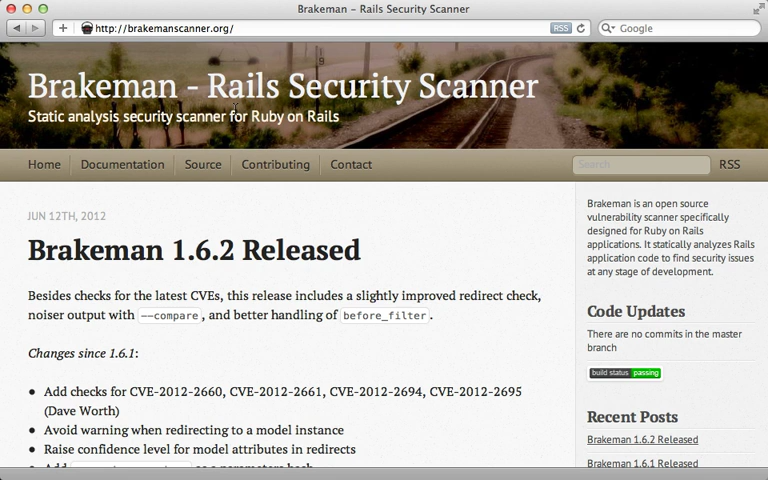 Brakeman – Rails Security Scanner
http://brakemanscanner.org/
RSS
Google
Brakeman - Rails Security Scanner
Static analysis security scanner for Ruby on Rails
Home
Documentation
Source
Contributing
Contact
Search
RSS
JUN 12TH, 2012
Brakeman 1.6.2 Released
Besides checks for the latest CVEs, this release includes a slightly improved redirect check,
noiser output with --compare, and better handling of before_filter.
Changes since 1.6.1:
• Add checks for CVE-2012-2660, CVE-2012-2661, CVE-2012-2694, CVE-2012-2695
(Dave Worth)
• Avoid warning when redirecting to a model instance
• Raise confidence level for model attributes in redirects
• Add
as a parameters hash
Brakeman is an open source
vulnerability scanner specifically
designed for Ruby on Rails
applications. It statically analyzes Rails
application code to find security issues
at any stage of development.
Code Updates
There are no commits in the master
branch
build status passing
Recent Posts
Brakeman 1.6.2 Released
Brakeman 1.6.1 Released